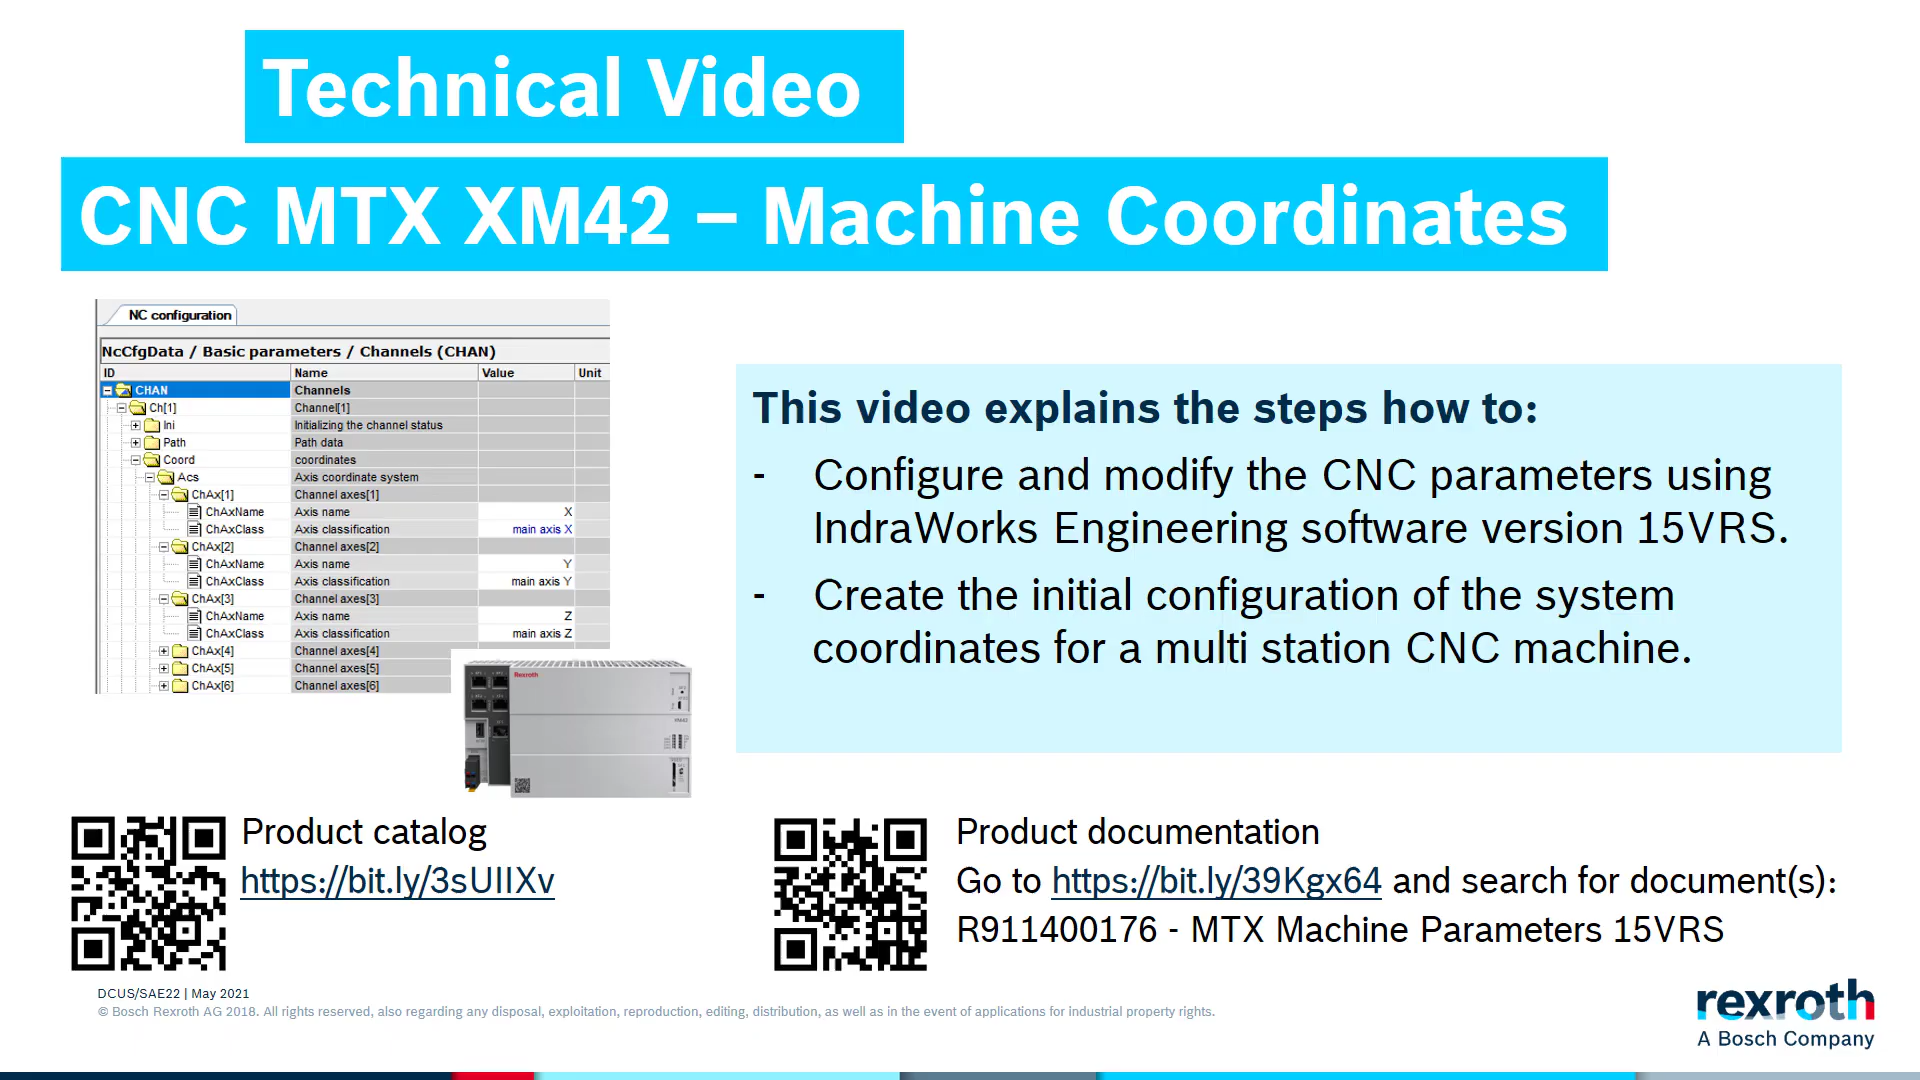 Technical Video
CNC MTX XM42 – Machine Coordinates
NC configuration
NcCfgData / Basic parameters / Channels (CHAN)
ID Name Value Unit
CHAN Channels
Ch[1] Channel[1]
Ini Initializing the channel status
Path Path data
Coord coordinates
Acs Axis coordinate system
ChAx[1] Channel axes[1]
ChAxName Axis name X
ChAxClass Axis classification main axis X
ChAx[2] Channel axes[2]
ChAxName Axis name Y
ChAxClass Axis classification main axis Y
ChAx[3] Channel axes[3]
ChAxName Axis name Z
ChAxClass Axis classification main axis Z
ChAx[4] Channel axes[4]
ChAx[5] Channel axes[5]
ChAx[6] Channel axes[6]
Rexroth
XM42
This video explains the steps how to:
- Configure and modify the CNC parameters using
IndraWorks Engineering software version 15VRS.
- Create the initial configuration of the system
coordinates for a multi station CNC machine.
Product catalog
https://bit.ly/3sUIIXv
Product documentation
Go to https://bit.ly/39Kgx64 and search for document(s):
R911400176 - MTX Machine Parameters 15VRS
DCUS/SAE22 | May 2021
© Bosch Rexroth AG 2018. All rights reserved, also regarding any disposal, exploitation, reproduction, editing, distribution, as well as in the event of applications for industrial property rights.
rexroth
A Bosch Company